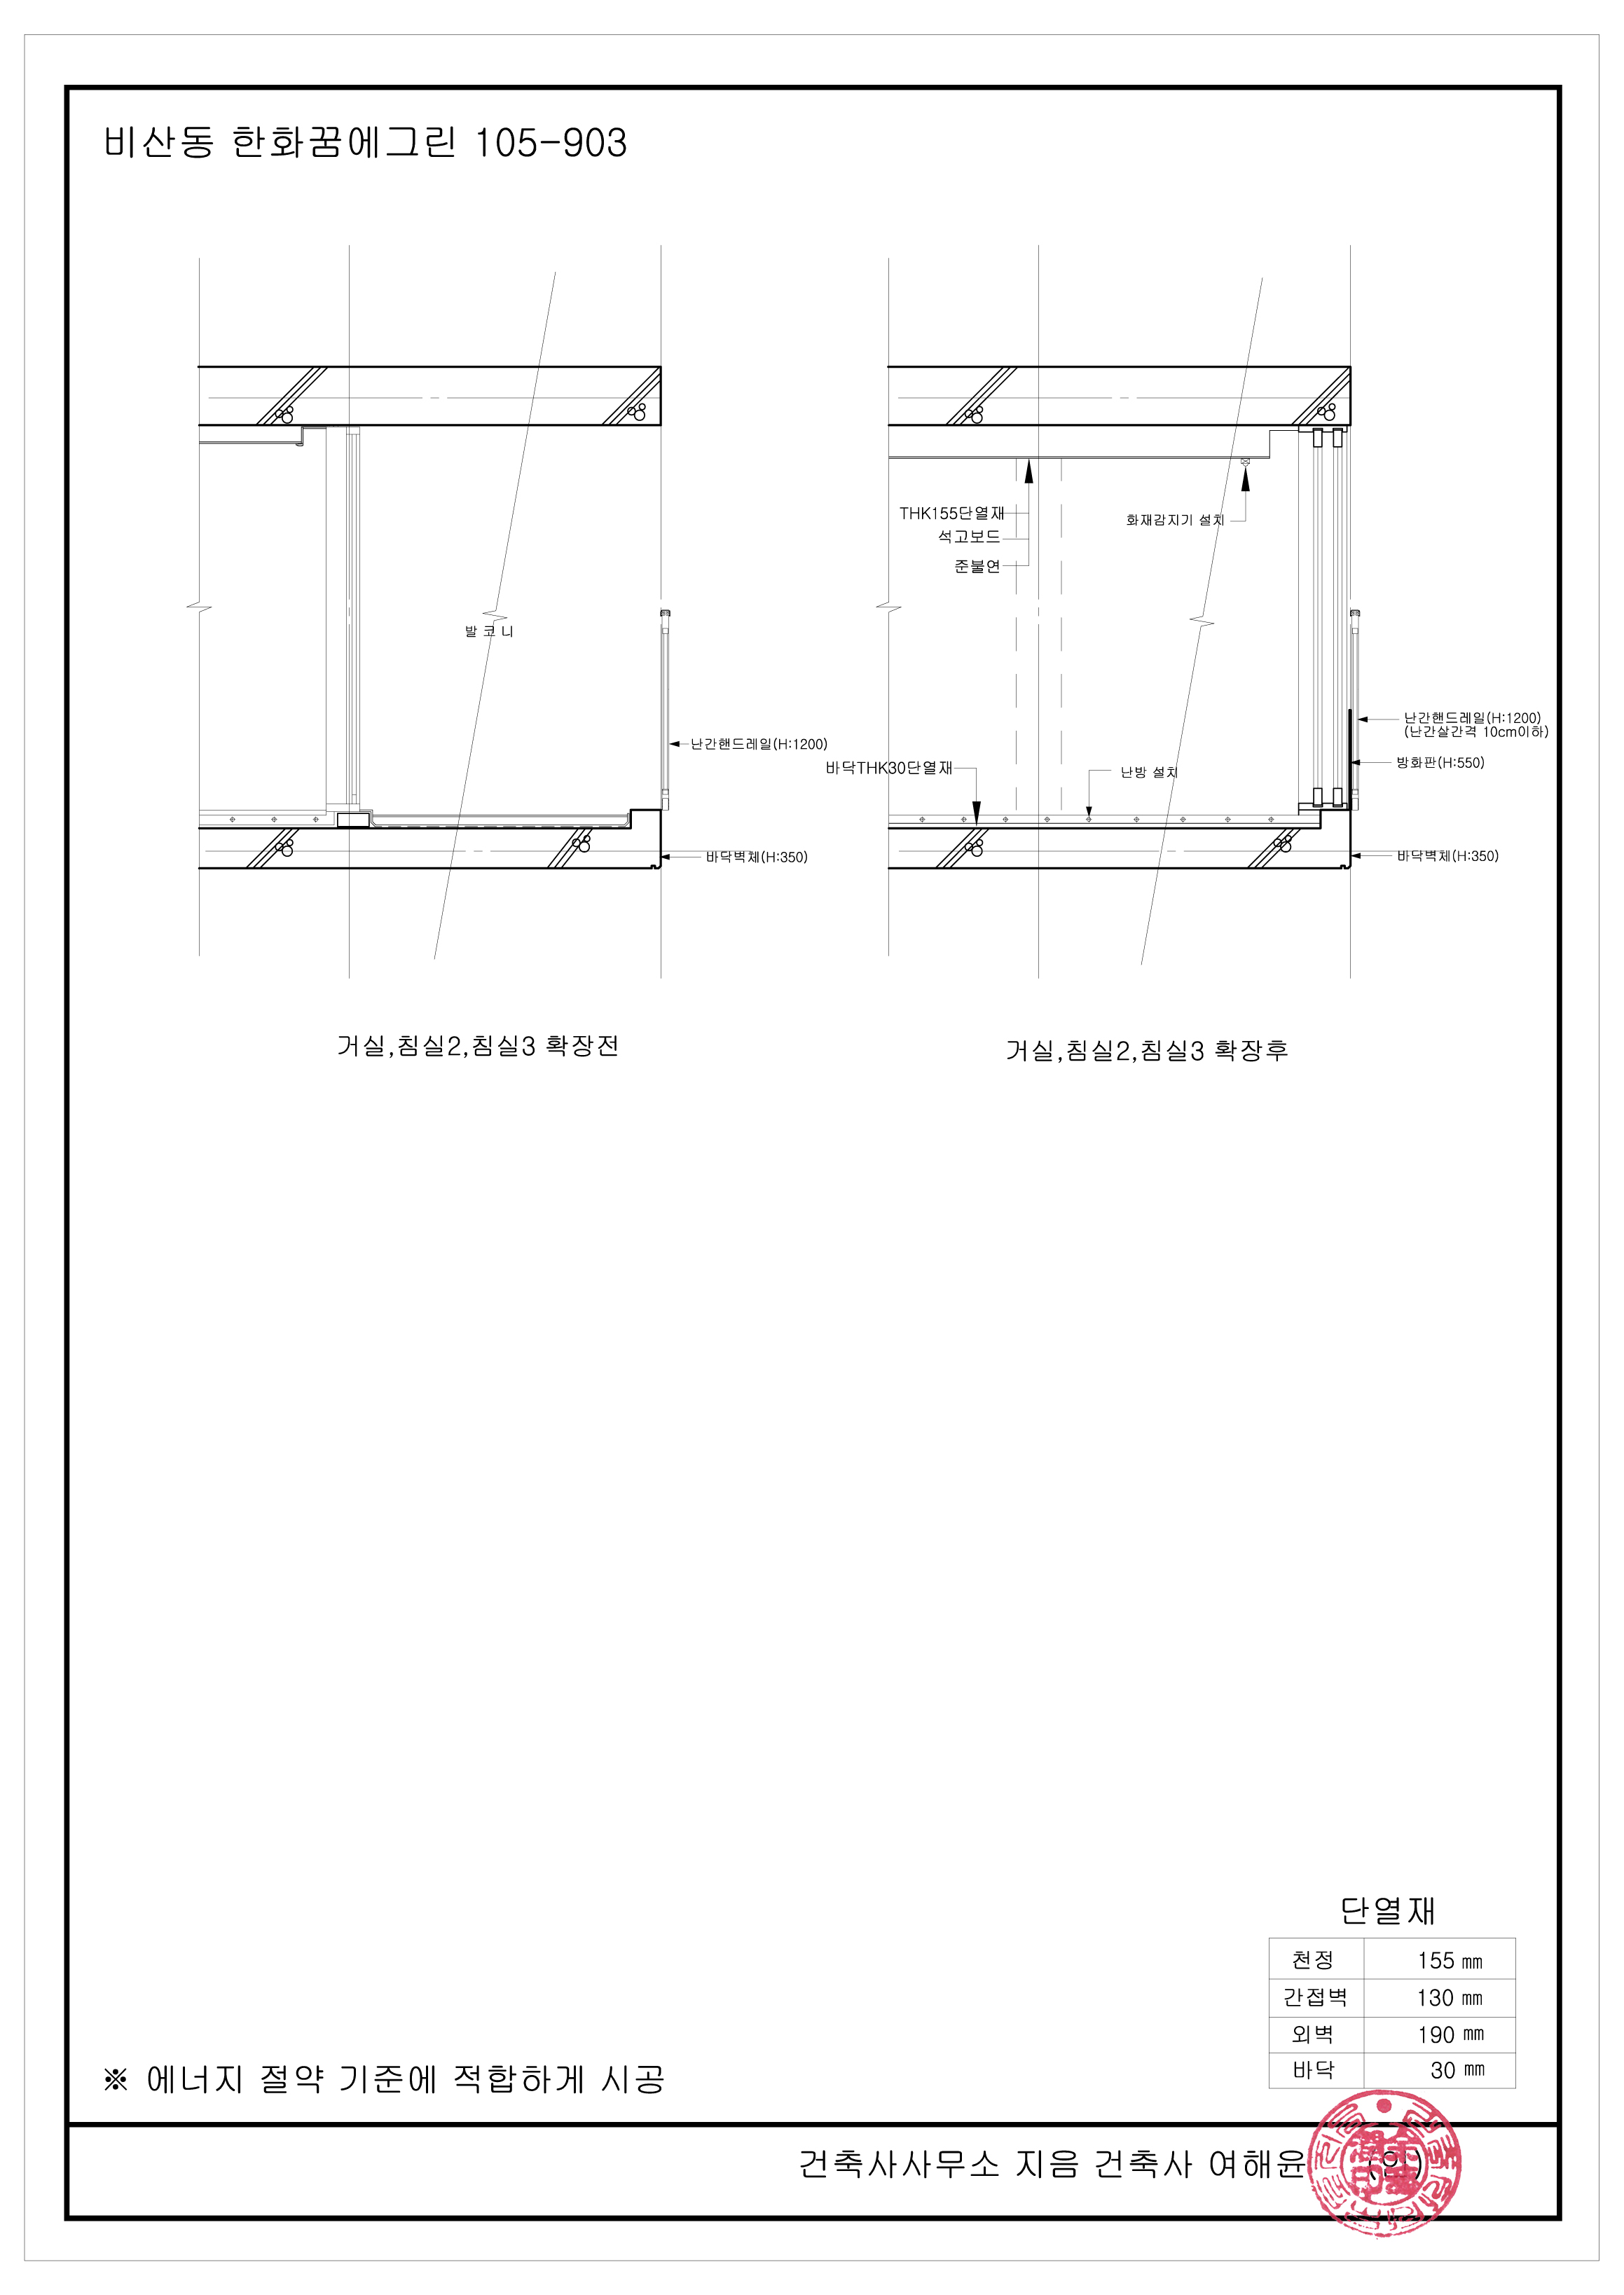 비산동 한화꿈에그린 105-903
발 코 니
난간핸드레일(H:1200)
바닥벽체(H:350)
거실,침실2,침실3 확장전
THK155단열재
석고보드
준불연
화재감지기 설치
바닥THK30단열재
난방 설치
난간핸드레일(H:1200)
(난간살간격 10cm이하)
방화판(H:550)
바닥벽체(H:350)
거실,침실2,침실3 확장후
단열재
천정 155 ㎜
간접벽 130 ㎜
외벽 190 ㎜
바닥 30 ㎜
※ 에너지 절약 기준에 적합하게 시공
건축사사무소 지음 건축사 여해윤 (인)